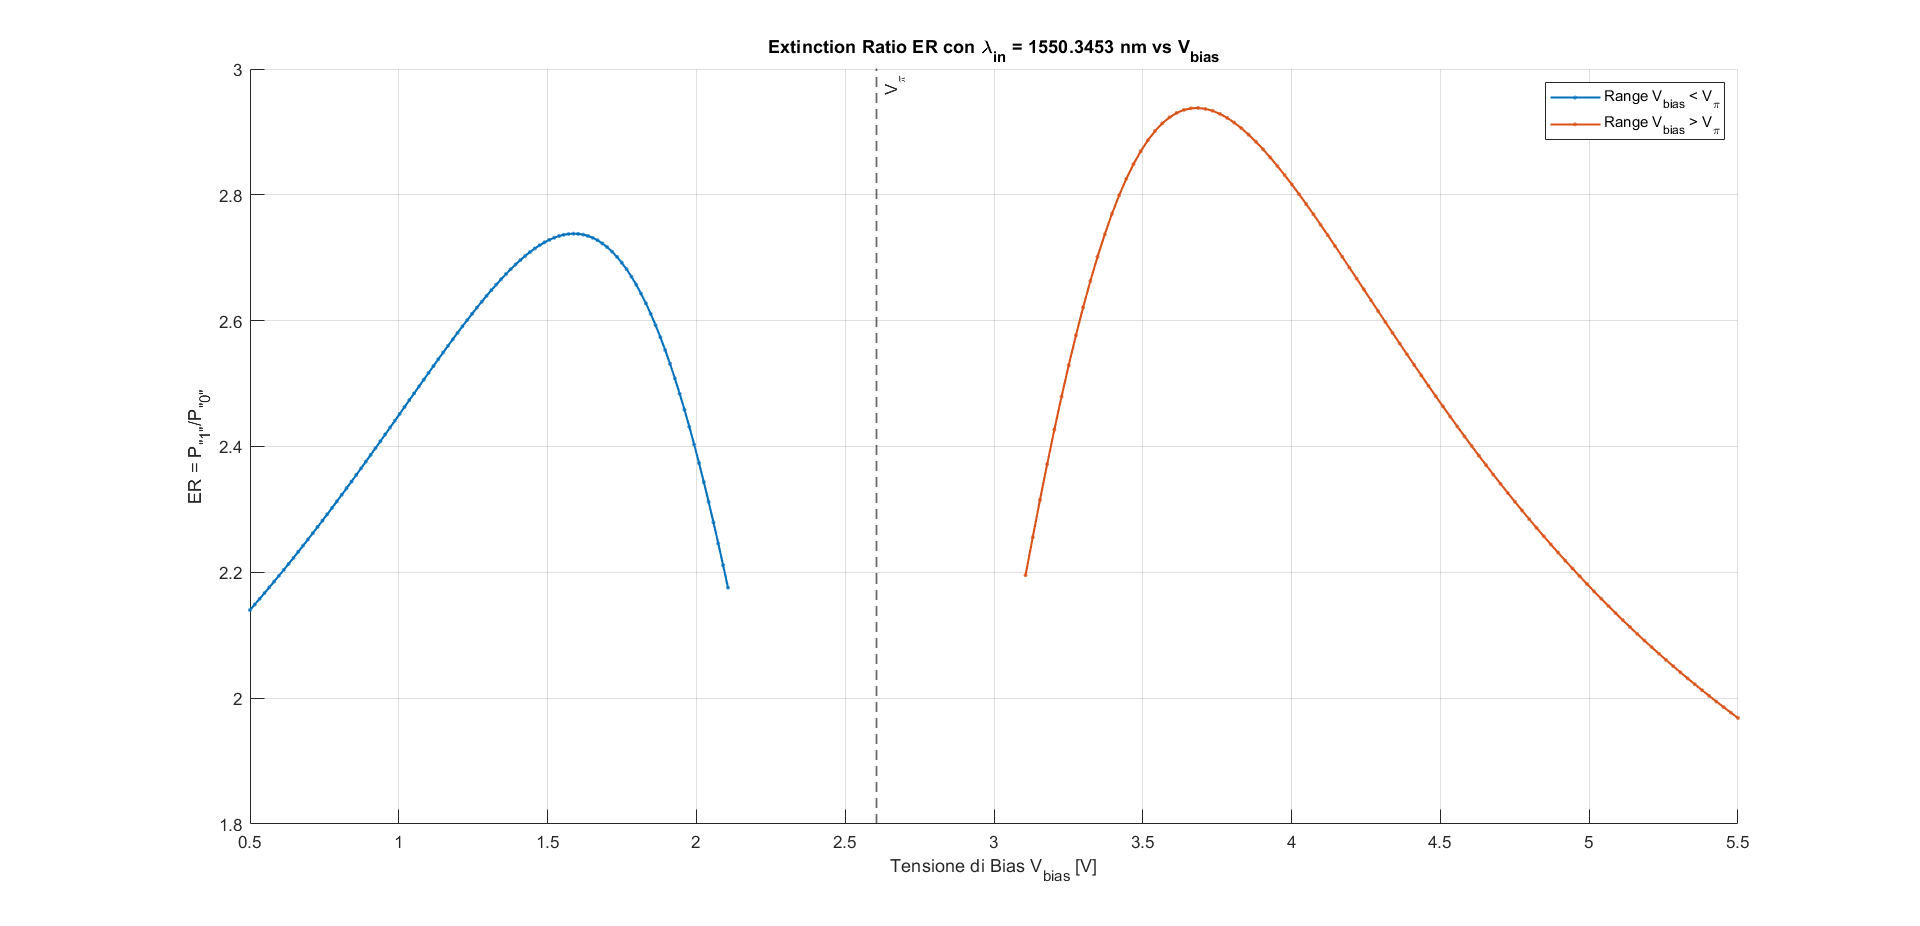 Extinction Ratio ER con λin = 1550.3453 nm vs Vbias
Vπ
Range Vbias < Vπ
Range Vbias > Vπ
ER = P"1"/P"0"
3
2.8
2.6
2.4
2.2
2
1.8
0.5 1 1.5 2 2.5 3 3.5 4 4.5 5 5.5
Tensione di Bias Vbias [V]